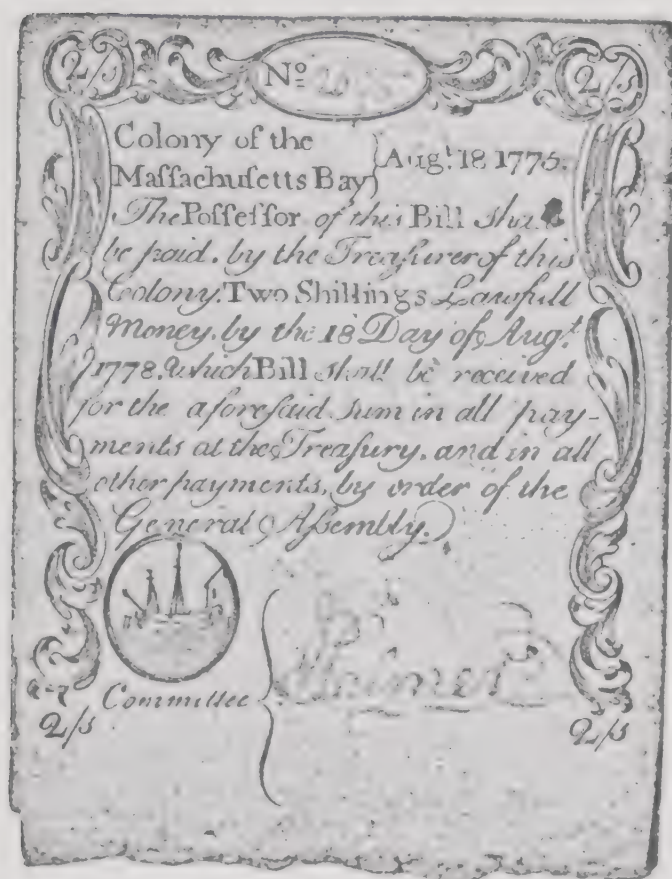 2/s 2/s
Nº
Colony of the
Maſsachuſetts Bay } Augᵗ. 18 1775.
The Poſseſsor of this Bill shall
be paid. by the Treaſurer of this
Colony. Two Shillings Lawfull
Money. by the 18 Day of Augᵗ.
1778. which Bill shall be received
for the aforeſaid sum in all pay-
ments at the Treaſury. and in all
other payments, by order of the
General Aſsembly.
Committee
2/s 2/s